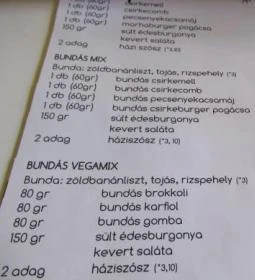 1 db (60gr) csirkemell
1 db (60gr) csirkecomb
1 db (60gr) pecsenyekacsamáj
1 db (60gr) marhaburger pogácsa
150 gr sült édesburgonya
kevert saláta
2 adag házi szósz (*3,10)
BUNDÁS MIX
Bunda: zöldbanánliszt, tojás, rizspehely (*3)
1 db (60gr) bundás csirkemell
1 db (60gr) bundás csirkecomb
1 db (60gr) bundás pecsenyekacsamáj
1 db (60gr) bundás csirkeburger pogácsa
150 gr sült édesburgonya
kevert saláta
2 adag háziszósz (*3, 10)
BUNDÁS VEGAMIX
Bunda: zöldbanánliszt, tojás, rizspehely (*3)
80 gr bundás brokkoli
80 gr bundás karfiol
80 gr bundás gomba
150 gr sült édesburgonya
kevert saláta
2 adag háziszósz (*3,10)